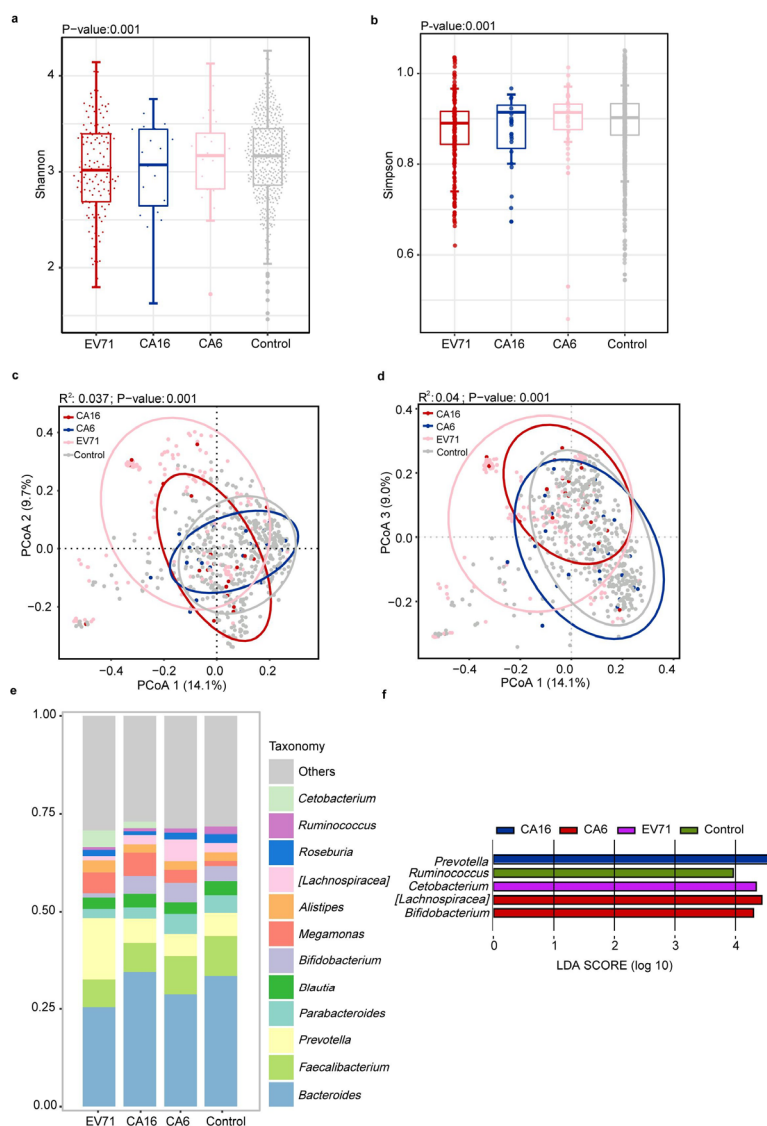 a
P−value:0.001
4
3
2
Shannon
EV71 CA16 CA6 Control
b
P-value:0.001
1.0
0.8
0.6
Simpson
EV71 CA16 CA6 Control
c
R²: 0.037; P-value: 0.001
CA16
CA6
EV71
Control
0.4
0.2
0.0
−0.2
PCoA 2 (9.7%)
−0.4 −0.2 0.0 0.2 0.4
PCoA 1 (14.1%)
d
R²:0.04 ; P-value: 0.001
CA16
CA6
EV71
Control
0.4
0.2
0.0
−0.2
PCoA 3 (9.0%)
−0.4 −0.2 0.0 0.2 0.4
PCoA 1 (14.1%)
e
1.00
0.75
0.50
0.25
0.00
EV71 CA16 CA6 Control
Taxonomy
Others
Cetobacterium
Ruminococcus
Roseburia
[Lachnospiracea]
Alistipes
Megamonas
Bifidobacterium
Blautia
Parabacteroides
Prevotella
Faecalibacterium
Bacteroides
f
CA16 CA6 EV71 Control
Prevotella
Ruminococcus
Cetobacterium
[Lachnospiracea]
Bifidobacterium
0 1 2 3 4
LDA SCORE (log 10)